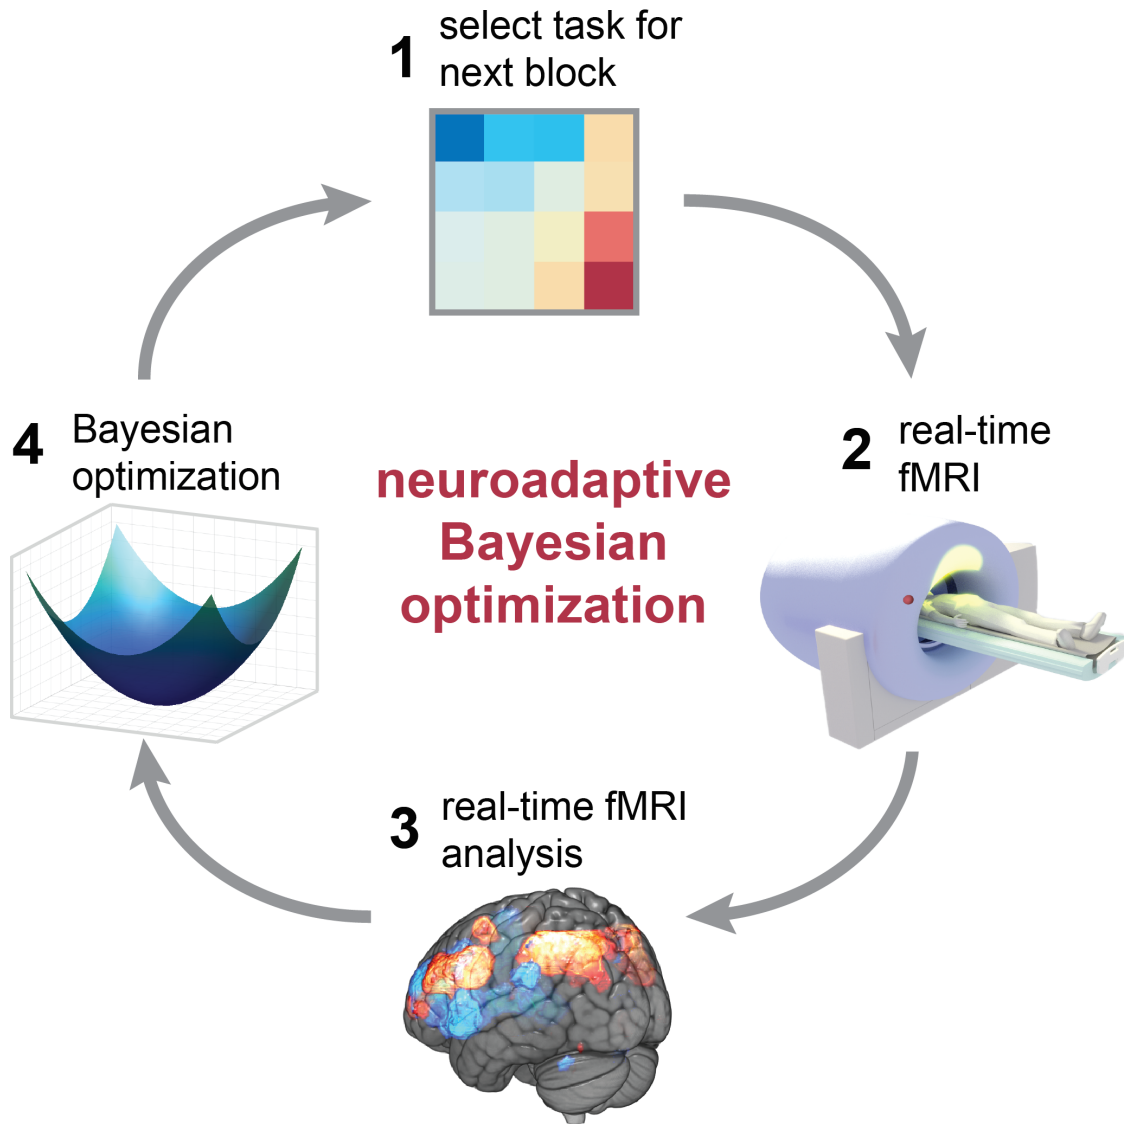 1 select task for
next block
2 real-time
fMRI
3 real-time fMRI
analysis
4 Bayesian
optimization
neuroadaptive
Bayesian
optimization